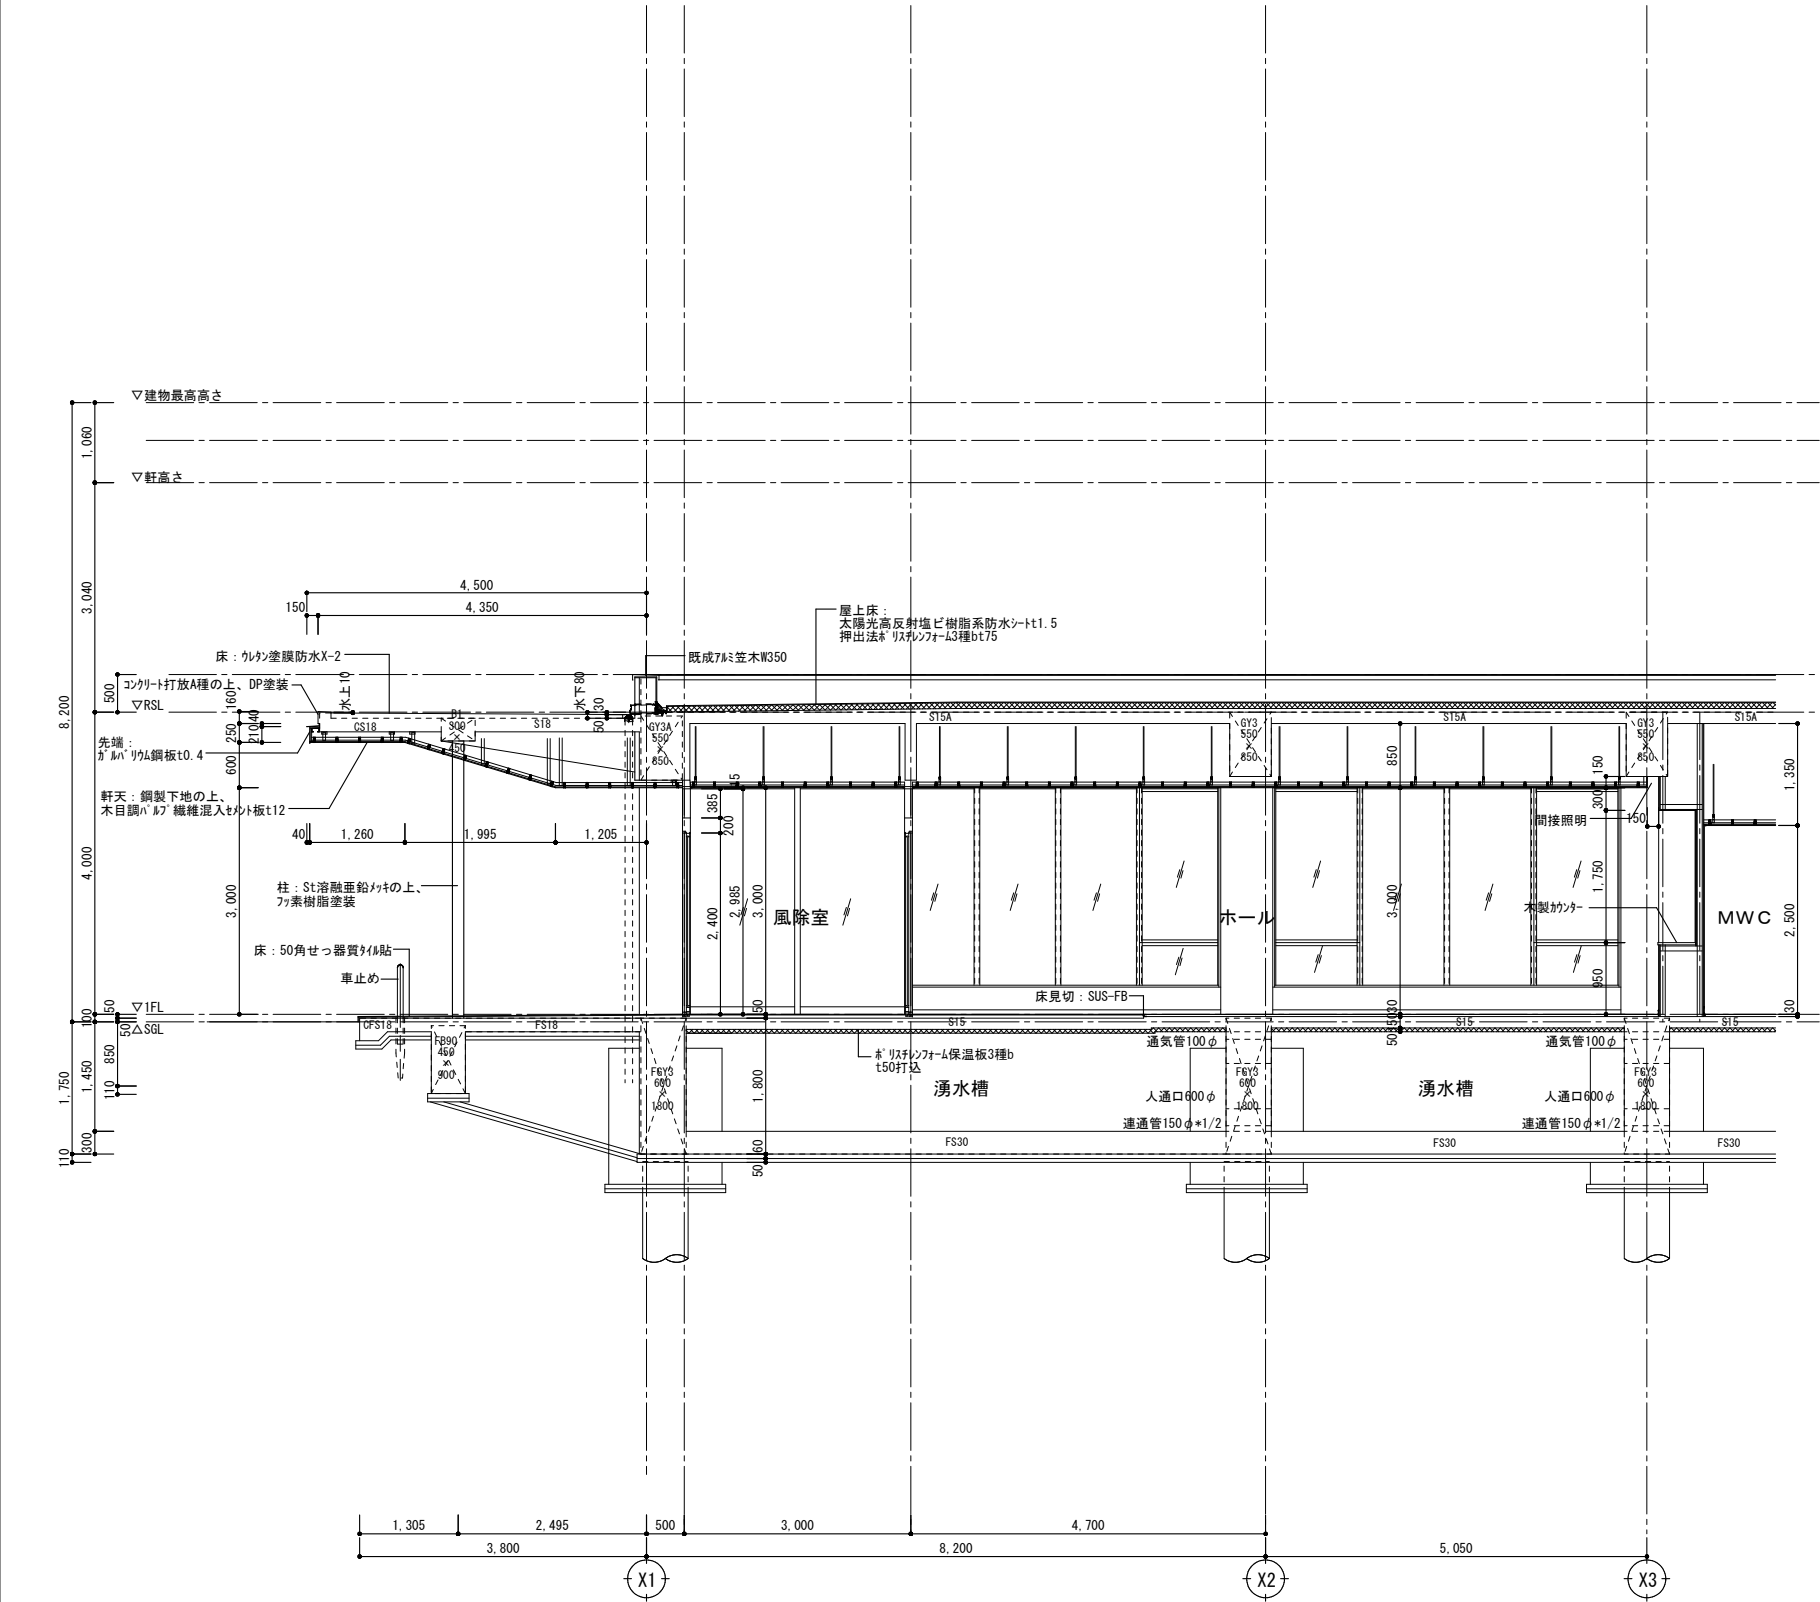 ▽建物最高高さ
1,060
▽軒高さ
3,040
8,200
4,500
150
4,350
屋上床：
太陽光高反射塩ビ樹脂系防水シートt1.5
押出法ポリスチレンフォーム3種bt75
床：ウレタン塗膜防水X-2
既成アルミ笠木W350
コンクリート打放A種の上、DP塗装
水上10
水下80
500
160
▽RSL
30
50
B1
300
×
450
CS18
S18
GY3A
550
×
850
S15A
GY3
550
×
850
S15A
GY3
550
×
850
S15A
40
210
250
先端：
ガルバリウム鋼板t0.4
600
軒天：鋼製下地の上、
木目調パルプ繊維混入セメント板t12
15
385
200
850
150
300
1,350
間接照明
150
40
1,260
1,995
1,205
4,000
3,000
柱：St溶融亜鉛メッキの上、
フッ素樹脂塗装
2,400
2,985
3,000
風除室
ホール
3,000
1,750
木製カウンター
MWC
2,500
床：50角せっ器質タイル貼
車止め
床見切：SUS-FB
950
▽1FL
50
100
△SGL
50
50
30
150
50
30
CFS18
FS18
S15
S15
S15
FB90
450
×
900
850
110
1,450
1,750
300
110
ポリスチレンフォーム保温板3種b
t50打込
通気管100φ
通気管100φ
FGY3
600
×
1800
1,800
湧水槽
人通口600φ
FGY3
600
×
1800
湧水槽
人通口600φ
FGY3
600
×
1800
連通管150φ*1/2
連通管150φ*1/2
FS30
FS30
FS30
60
50
1,305
2,495
500
3,000
4,700
3,800
8,200
5,050
X1
X2
X3